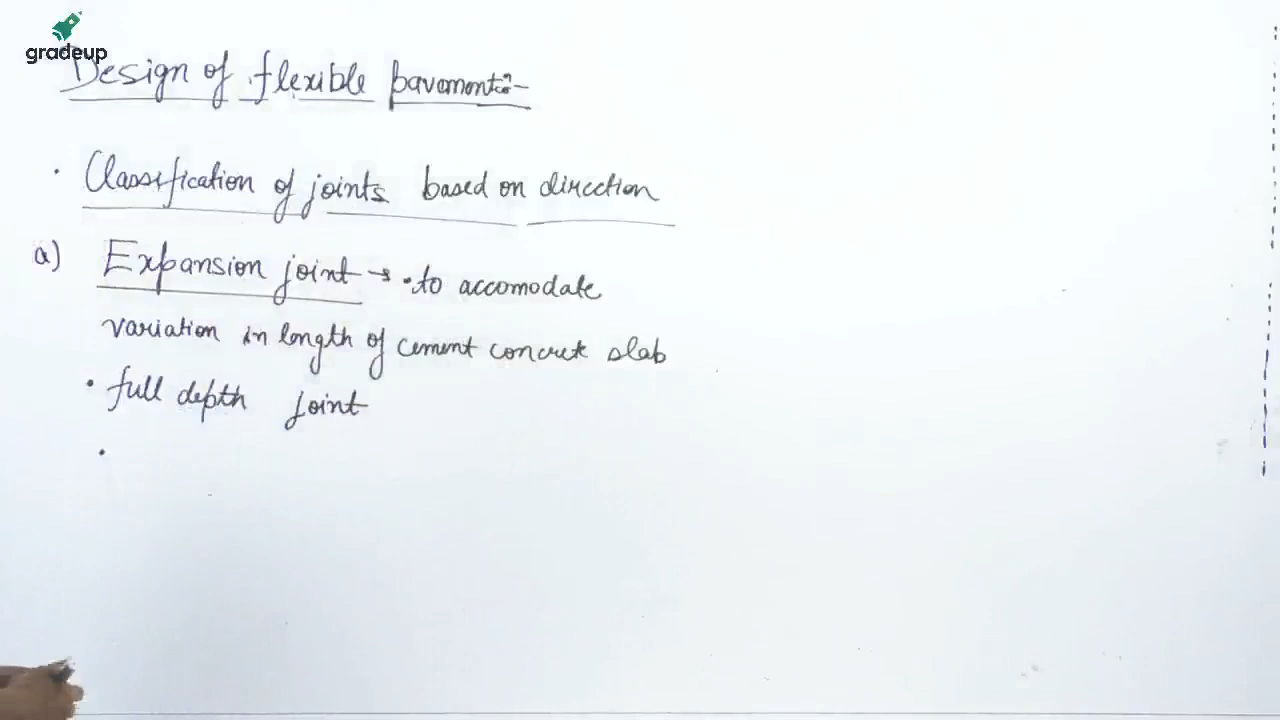 gradeup
Design of flexible pavement:-
• Classification of joints based on direction
a) Expansion joint → • to accomodate
variation in length of cement concrete slab
• full depth joint
•